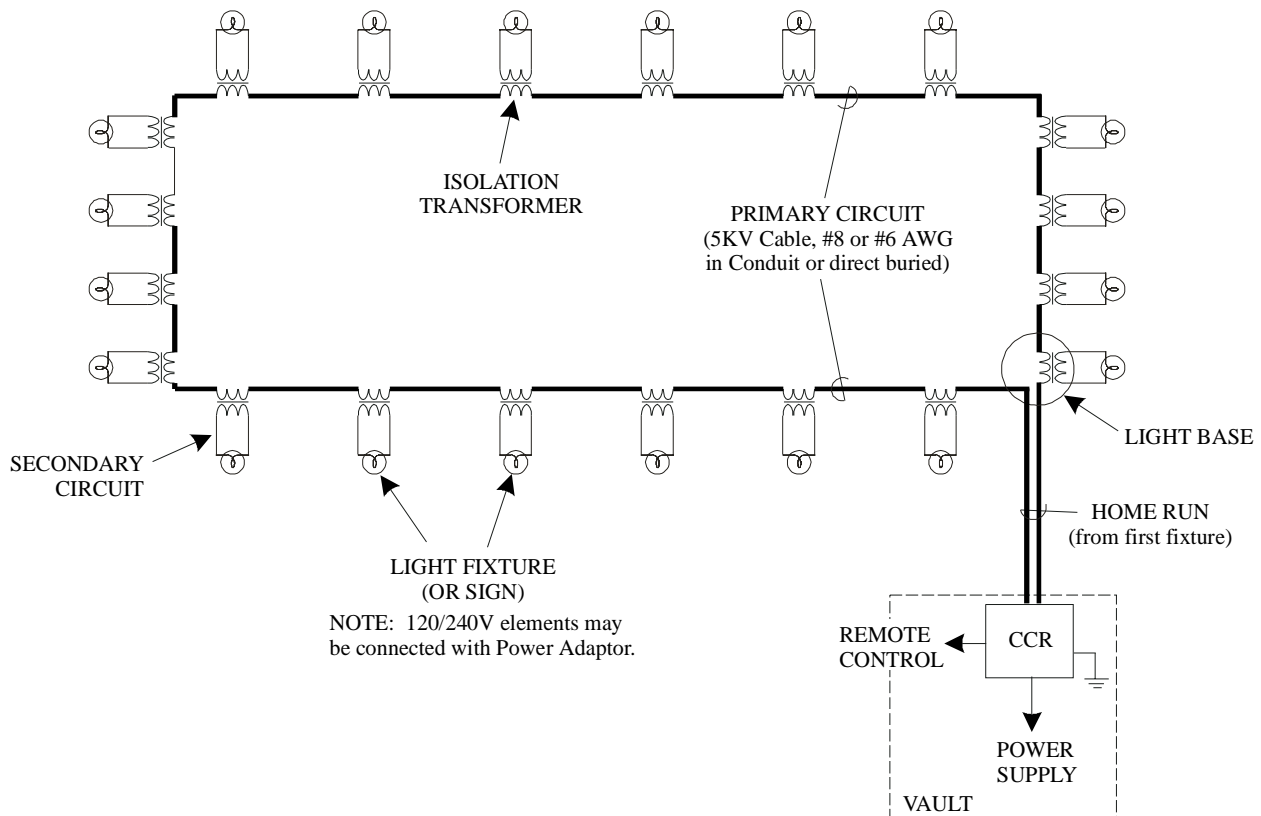 ISOLATION
TRANSFORMER
PRIMARY CIRCUIT
(5KV Cable, #8 or #6 AWG
in Conduit or direct buried)
LIGHT BASE
SECONDARY
CIRCUIT
HOME RUN
(from first fixture)
LIGHT FIXTURE
(OR SIGN)
NOTE: 120/240V elements may
be connected with Power Adaptor.
REMOTE
CONTROL
CCR
POWER
SUPPLY
VAULT